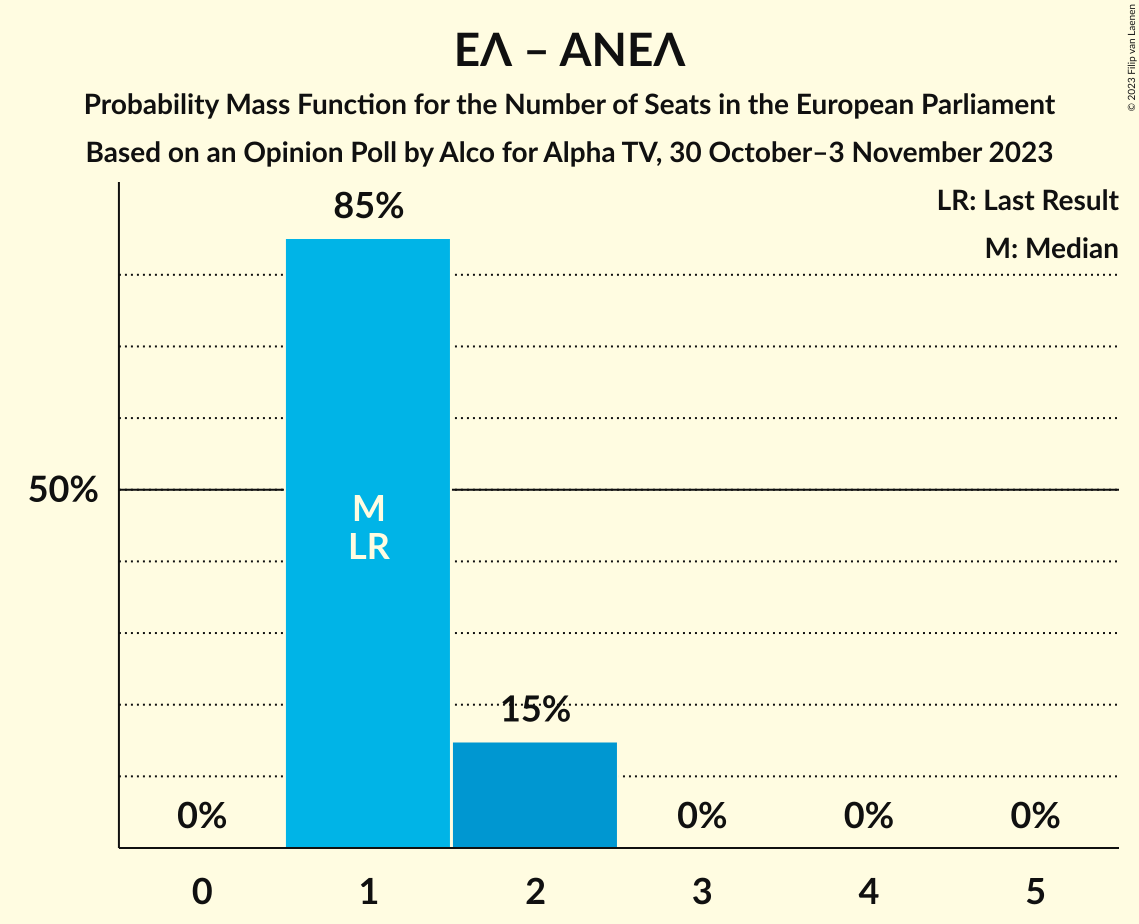 ΕΛ – ΑΝΕΛ
Probability Mass Function for the Number of Seats in the European Parliament
Based on an Opinion Poll by Alco for Alpha TV, 30 October–3 November 2023
© 2023 Filip van Laenen
LR: Last Result
M: Median
85%
50%
M
LR
15%
0%
0%
0%
0%
0
1
2
3
4
5